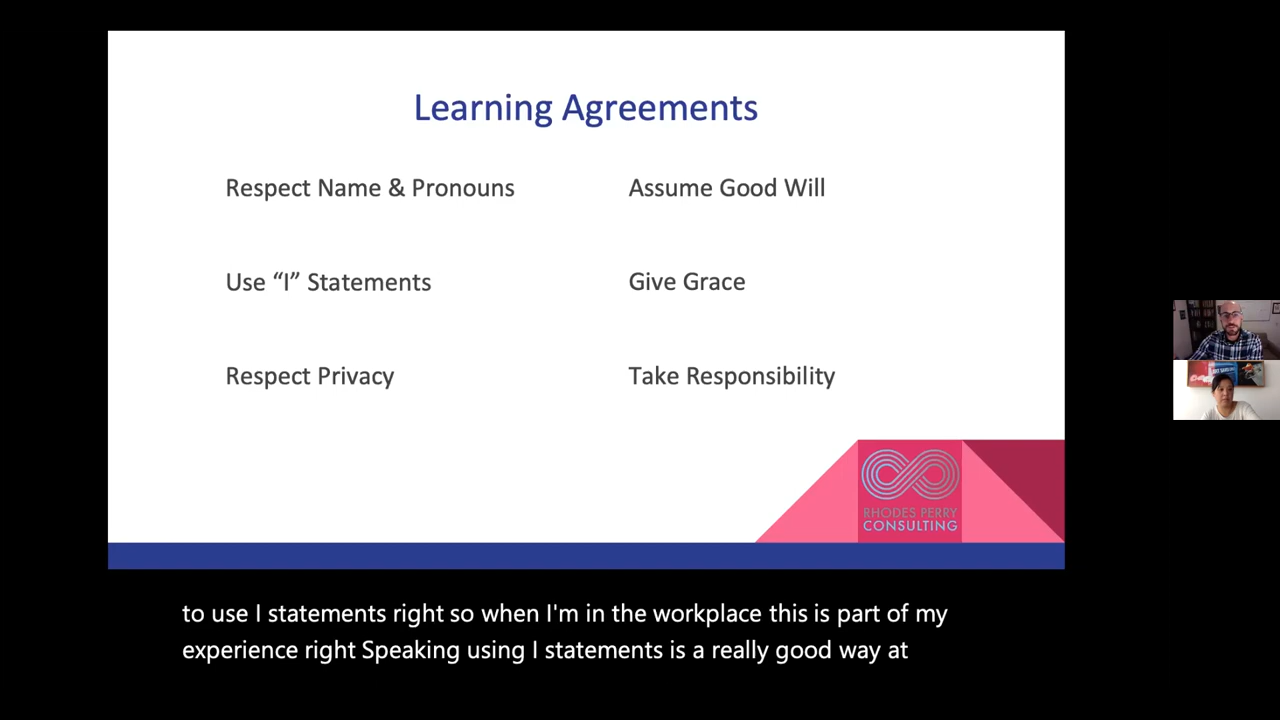 Learning Agreements
Respect Name & Pronouns
Assume Good Will
Use “I” Statements
Give Grace
Respect Privacy
Take Responsibility
RHODES PERRY
CONSULTING
to use I statements right so when I'm in the workplace this is part of my
experience right Speaking using I statements is a really good way at